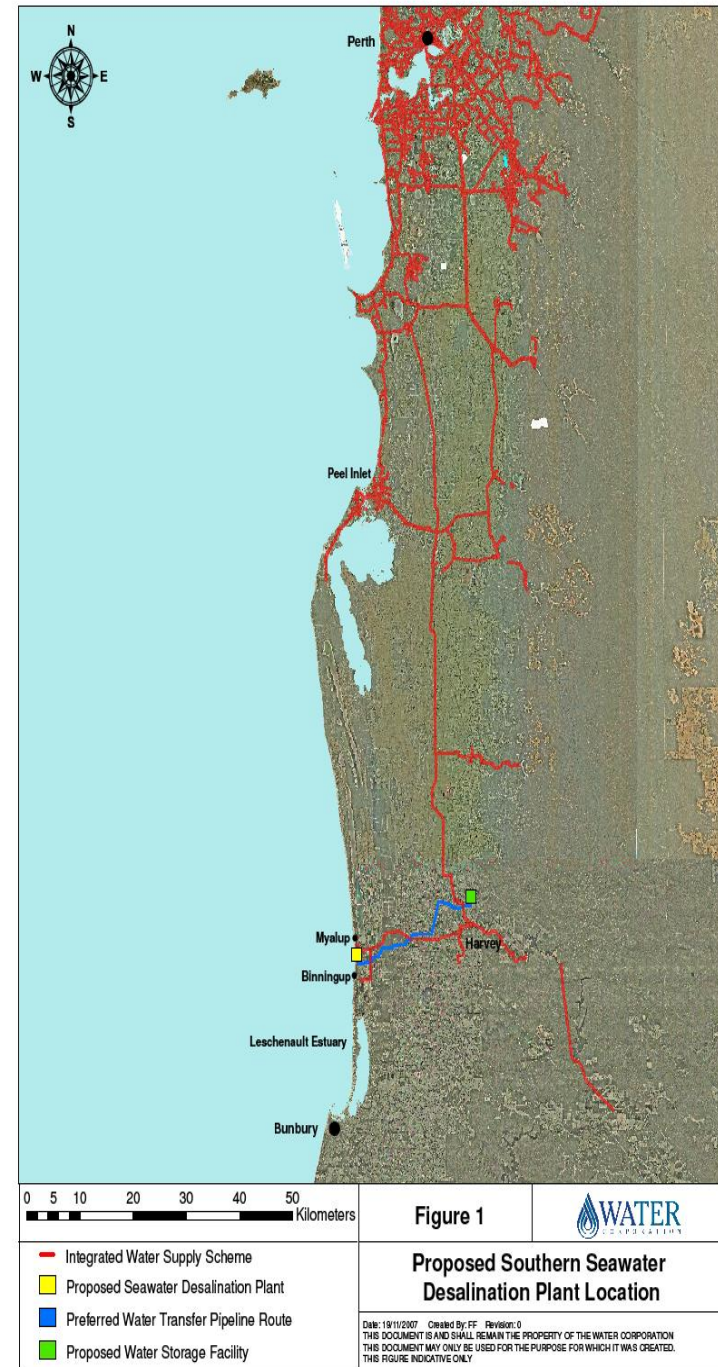 N
W
E
S
Perth
Peel Inlet
Myalup
Harvey
Binningup
Leschenault Estuary
Bunbury
0 5 10 20 30 40 50
Kilometers
Integrated Water Supply Scheme
Proposed Seawater Desalination Plant
Preferred Water Transfer Pipeline Route
Proposed Water Storage Facility
Figure 1
WATER
CORPORATION
Proposed Southern Seawater
Desalination Plant Location
Date: 19/11/2007 Created By: FF Revision: 0
THIS DOCUMENT IS AND SHALL REMAIN THE PROPERTY OF THE WATER CORPORATION
THIS DOCUMENT MAY ONLY BE USED FOR THE PURPOSE FOR WHICH IT WAS CREATED.
THIS FIGURE INDICATIVE ONLY